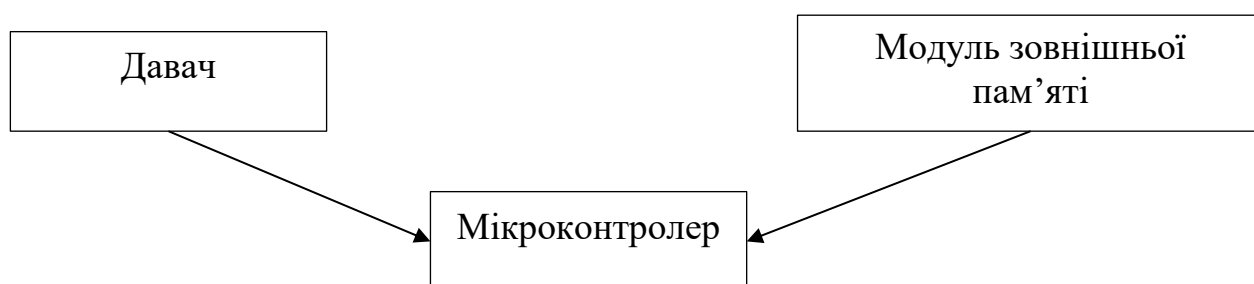 Давач
Модуль зовнішньої
пам’яті
Мікроконтролер